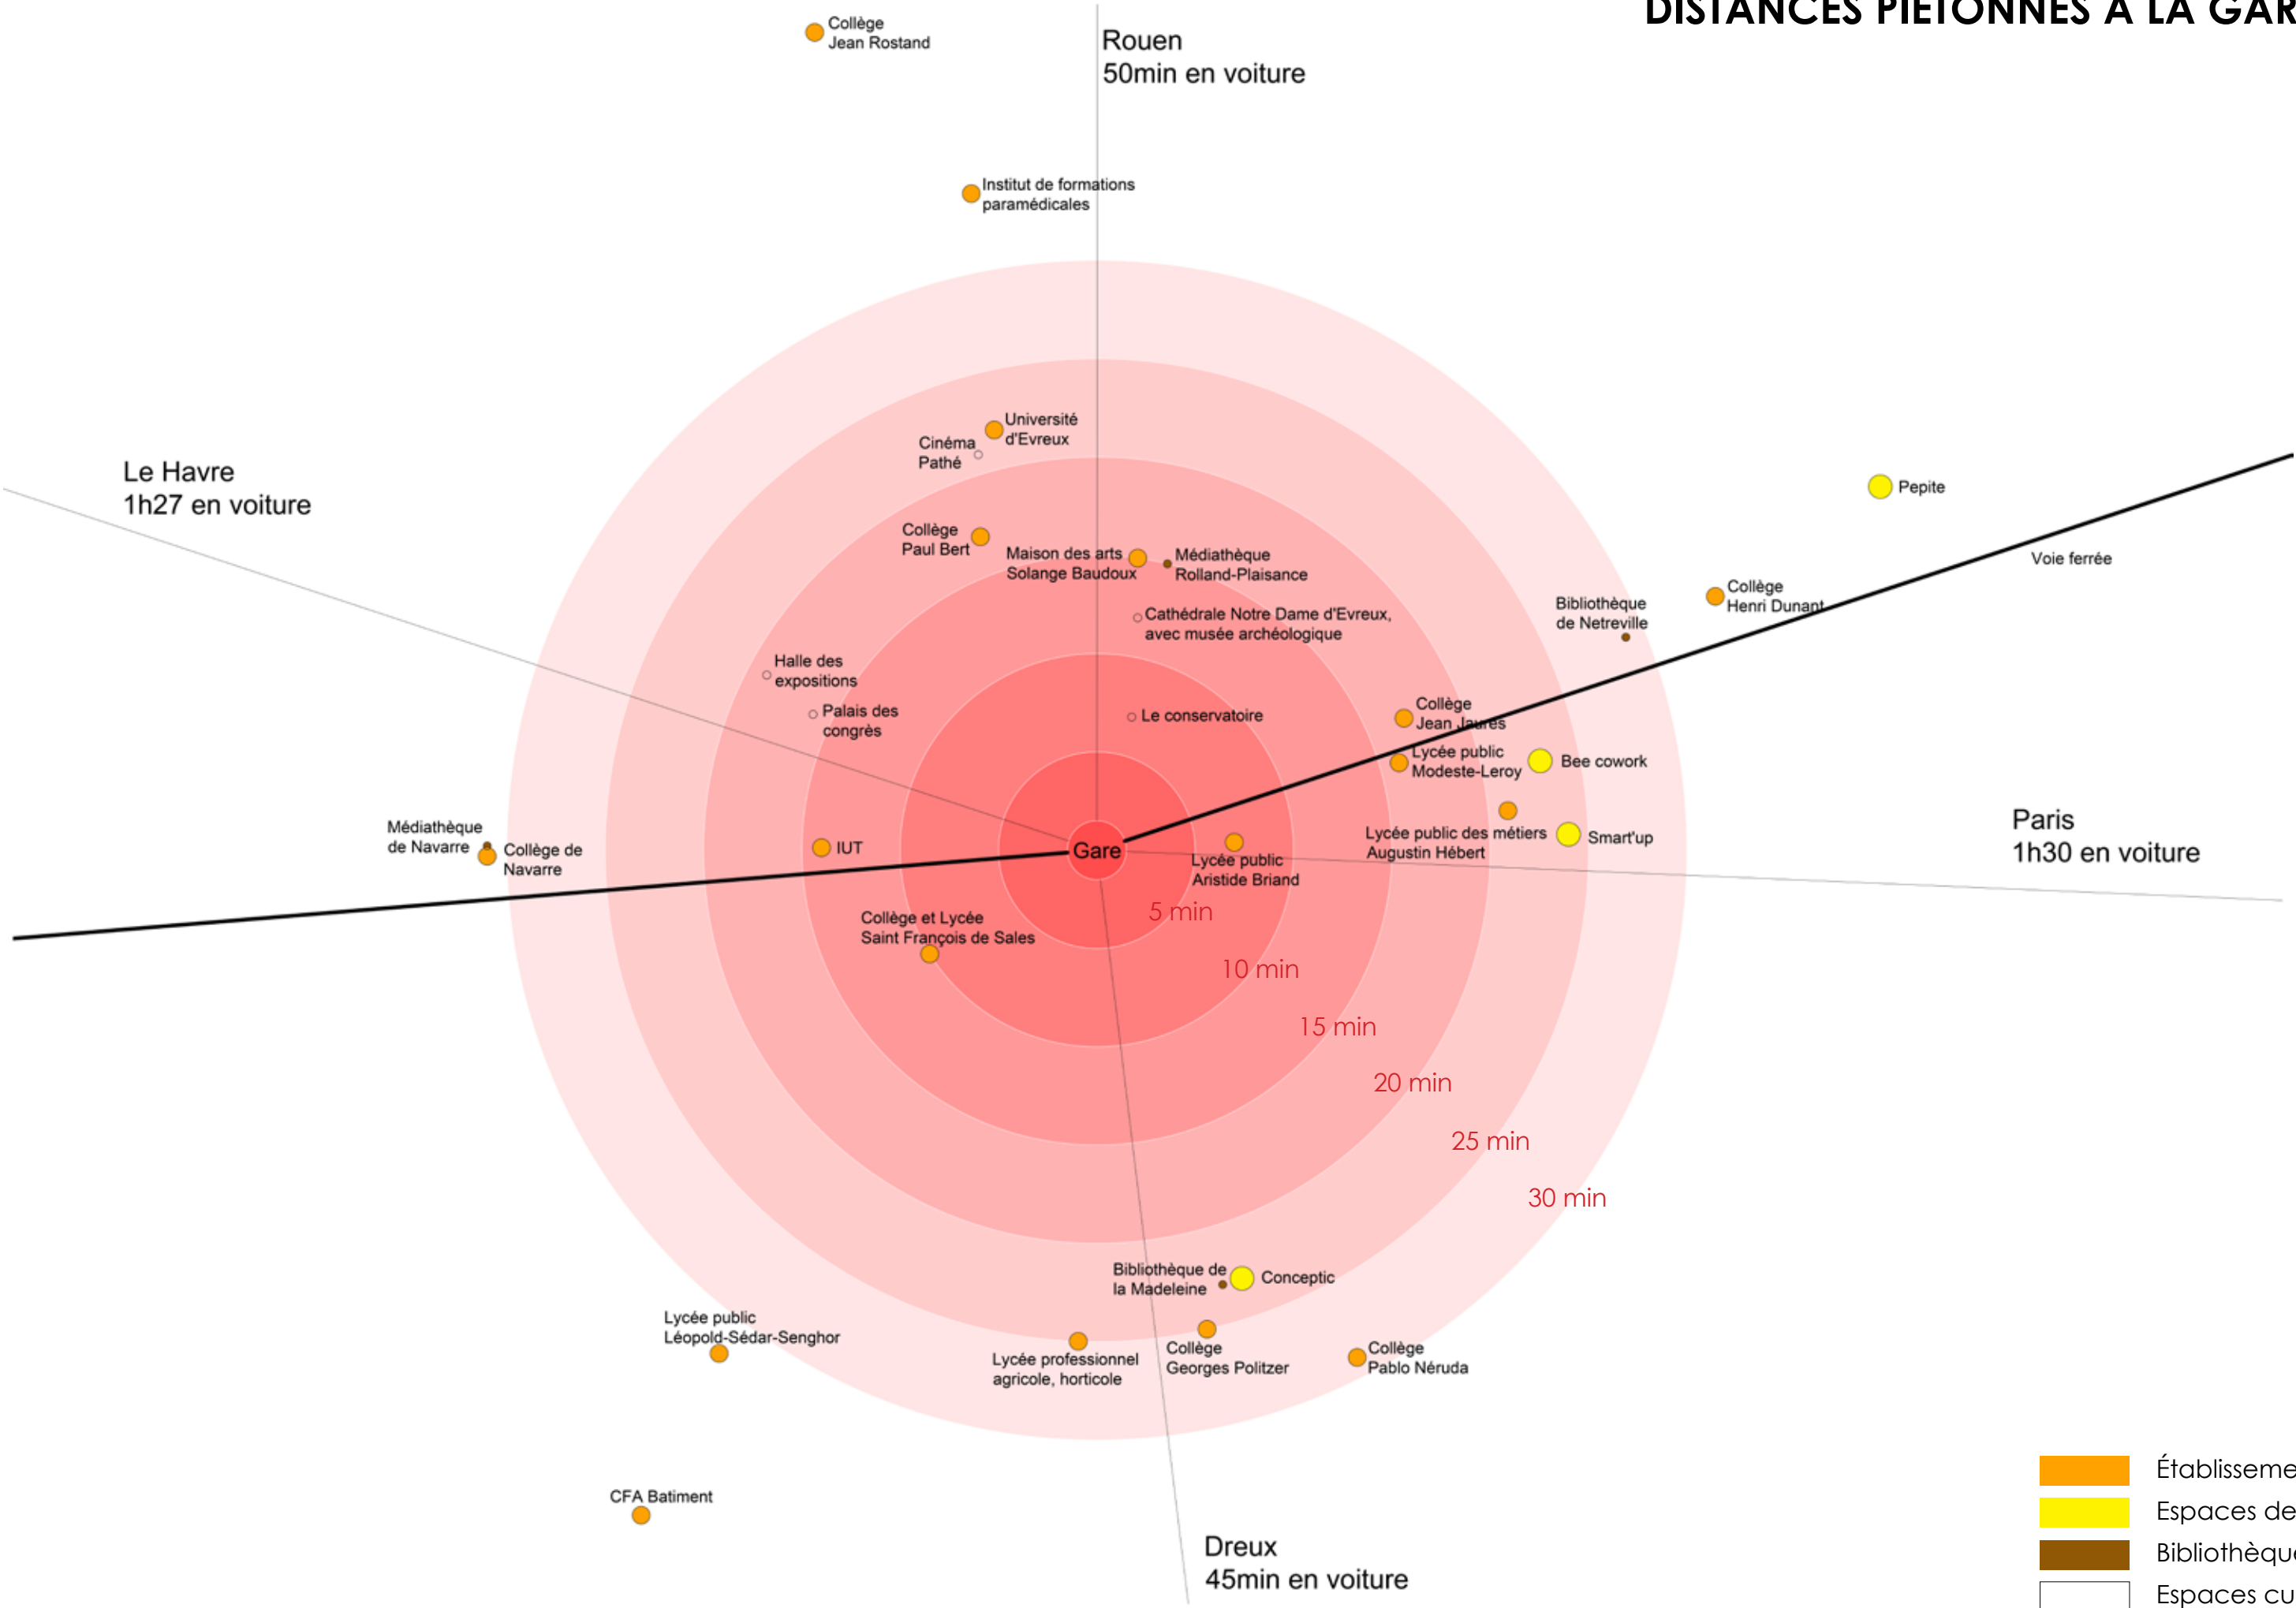 DISTANCES PIÉTONNES À LA GAR
Collège
Jean Rostand
Rouen
50min en voiture
Institut de formations
paramédicales
Université
d'Evreux
Cinéma
Pathé
Le Havre
1h27 en voiture
Pepite
Voie ferrée
Collège
Paul Bert
Maison des arts
Solange Baudoux
Médiathèque
Rolland-Plaisance
Collège
Henri Dunant
Bibliothèque
de Netreville
Cathédrale Notre Dame d'Evreux,
avec musée archéologique
Halle des
expositions
Palais des
congrès
Le conservatoire
Collège
Jean Jaurès
Lycée public
Modeste-Leroy
Bee cowork
Médiathèque
de Navarre
Collège de
Navarre
IUT
Gare
Lycée public
Aristide Briand
Lycée public des métiers
Augustin Hébert
Smart'up
Paris
1h30 en voiture
Collège et Lycée
Saint François de Sales
5 min
10 min
15 min
20 min
25 min
30 min
Bibliothèque de
la Madeleine
Conceptic
Lycée public
Léopold-Sédar-Senghor
Lycée professionnel
agricole, horticole
Collège
Georges Politzer
Collège
Pablo Néruda
CFA Batiment
Dreux
45min en voiture
Établisseme
Espaces de
Bibliothèque
Espaces cu